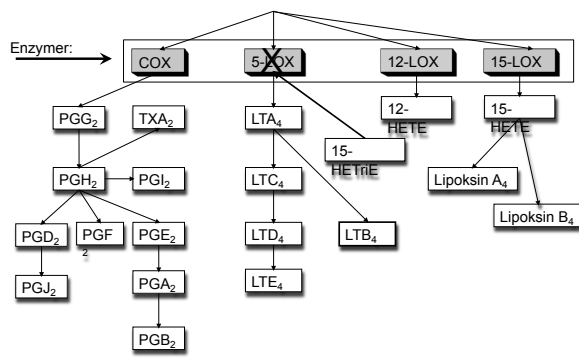 Enzymer:
COX
5-LOX
12-LOX
15-LOX
PGG₂
TXA₂
LTA₄
12-
HETE
15-
HETE
15-
HETriE
PGH₂
PGI₂
LTC₄
Lipoksin A₄
Lipoksin B₄
PGD₂
PGF
₂
PGE₂
LTD₄
LTB₄
PGJ₂
PGA₂
LTE₄
PGB₂